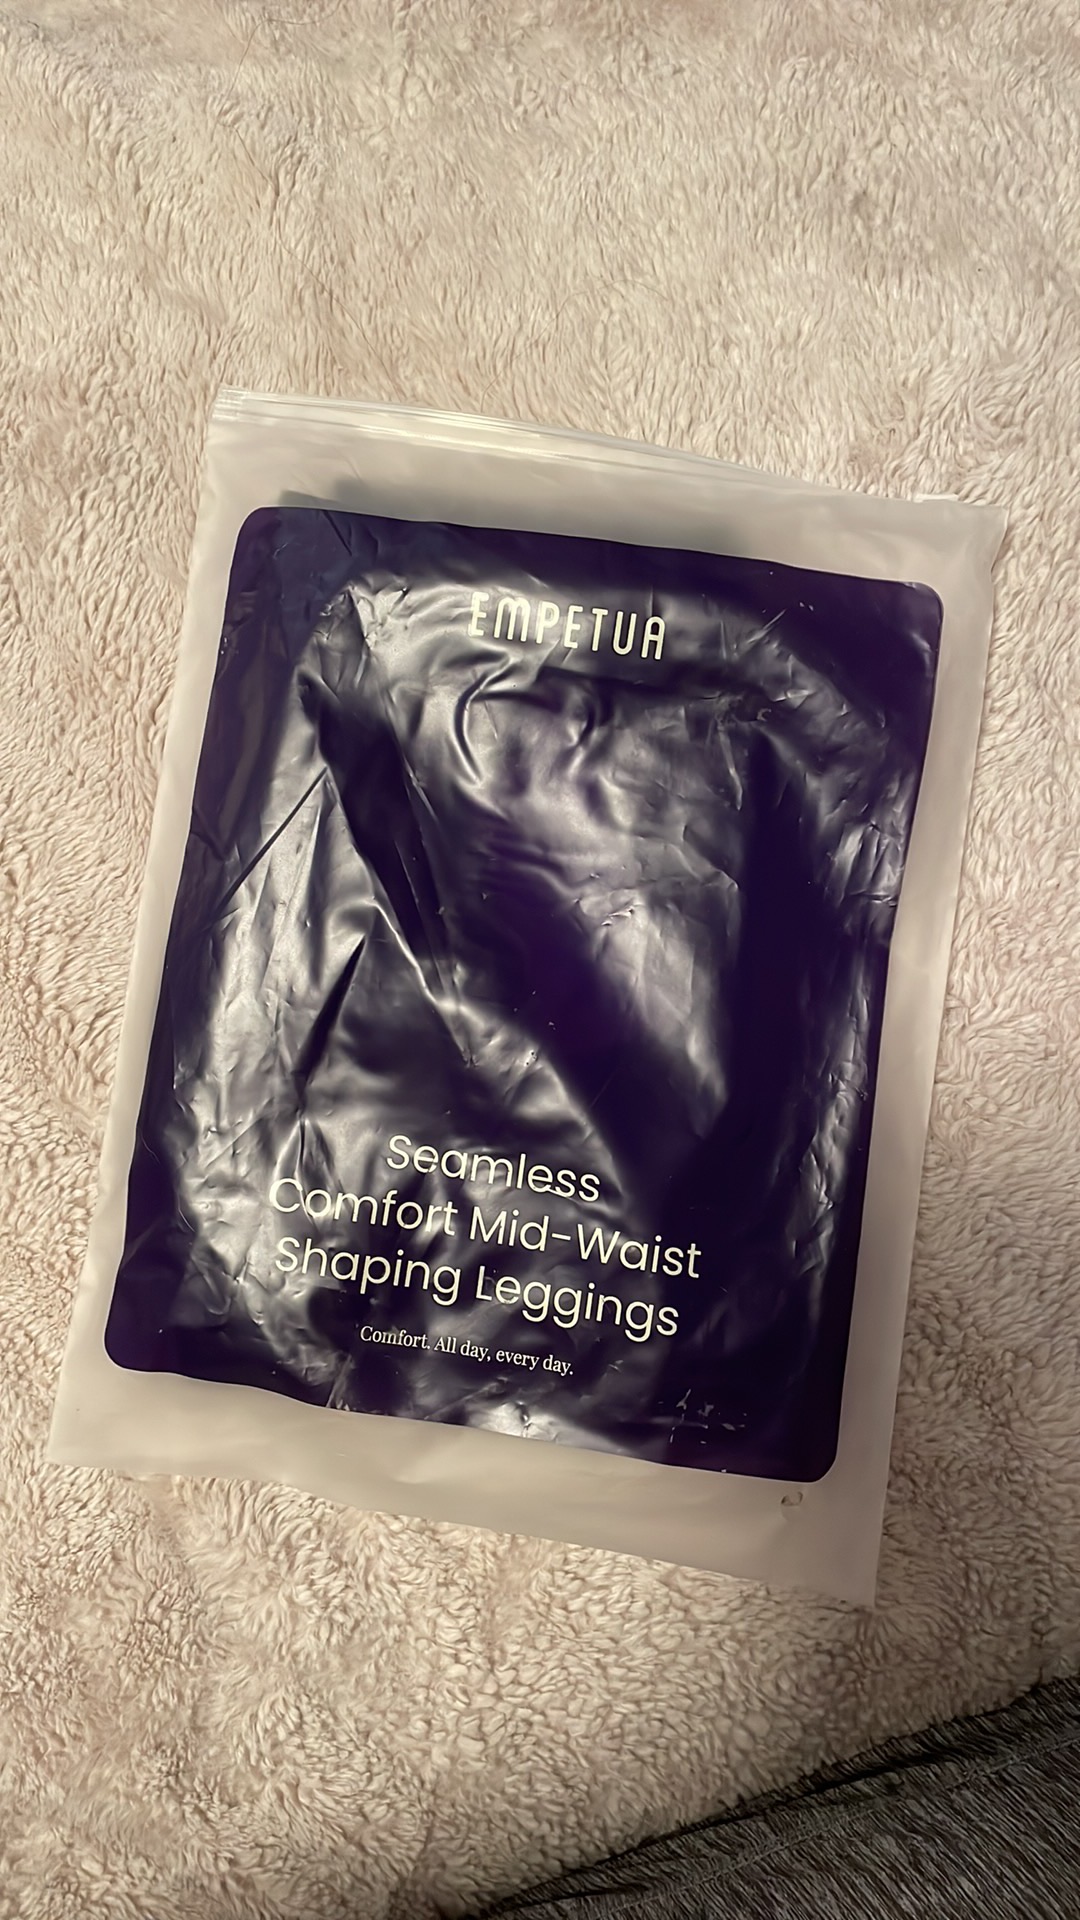 EMPETUA
Seamless
Comfort Mid-Waist
Shaping Leggings
Comfort. All day, every day.